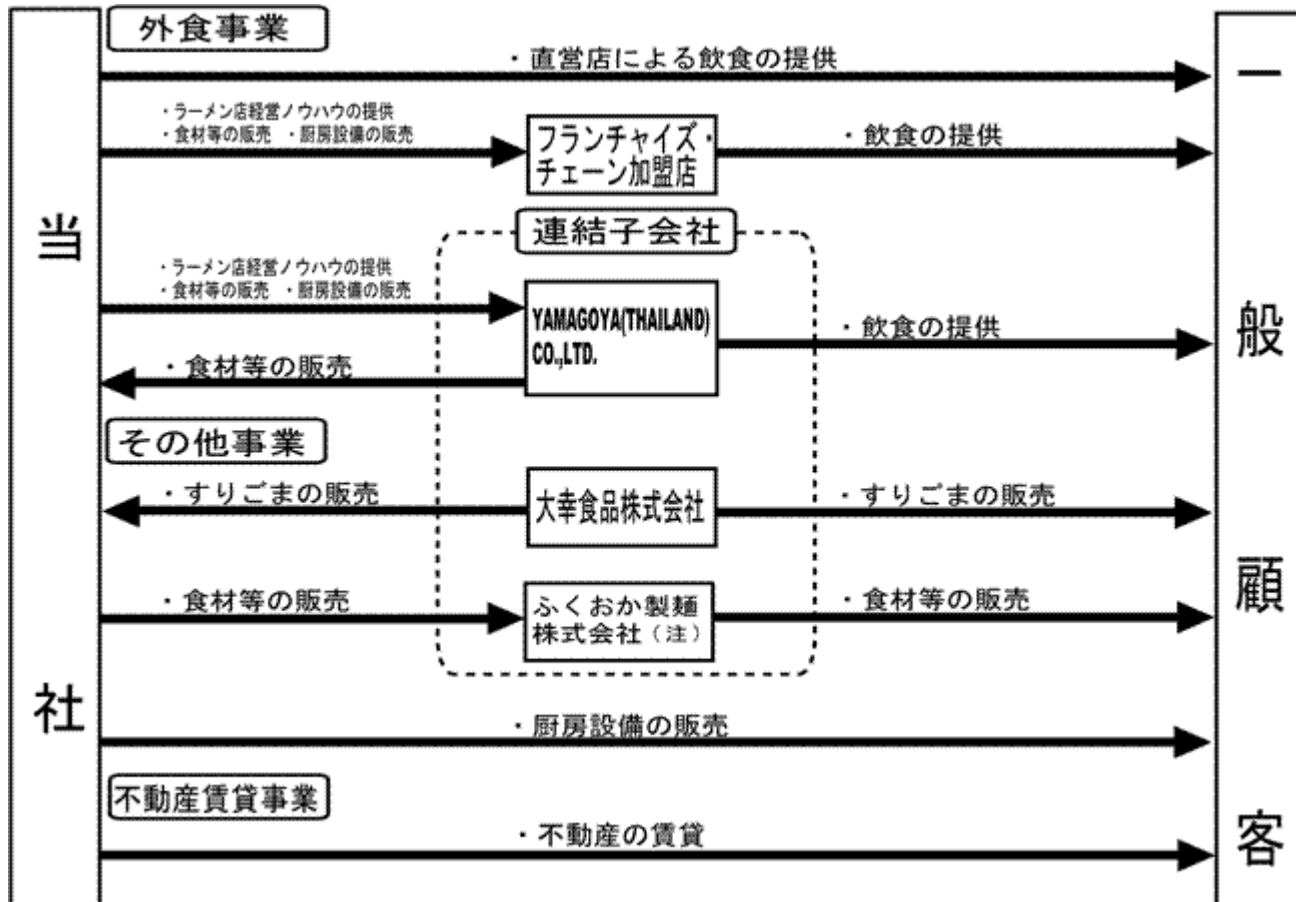 外食事業
・直営店による飲食の提供
・ラーメン店経営ノウハウの提供
・食材等の販売 ・厨房設備の販売
フランチャイズ・
チェーン加盟店
・飲食の提供
連結子会社
・ラーメン店経営ノウハウの提供
・食材等の販売 ・厨房設備の販売
YAMAGOYA(THAILAND)
CO.,LTD.
・飲食の提供
・食材等の販売
その他事業
・すりごまの販売
大幸食品株式会社
・すりごまの販売
・食材等の販売
ふくおか製麺
株式会社（注）
・食材等の販売
・厨房設備の販売
不動産賃貸事業
・不動産の賃貸
当社
一般顧客